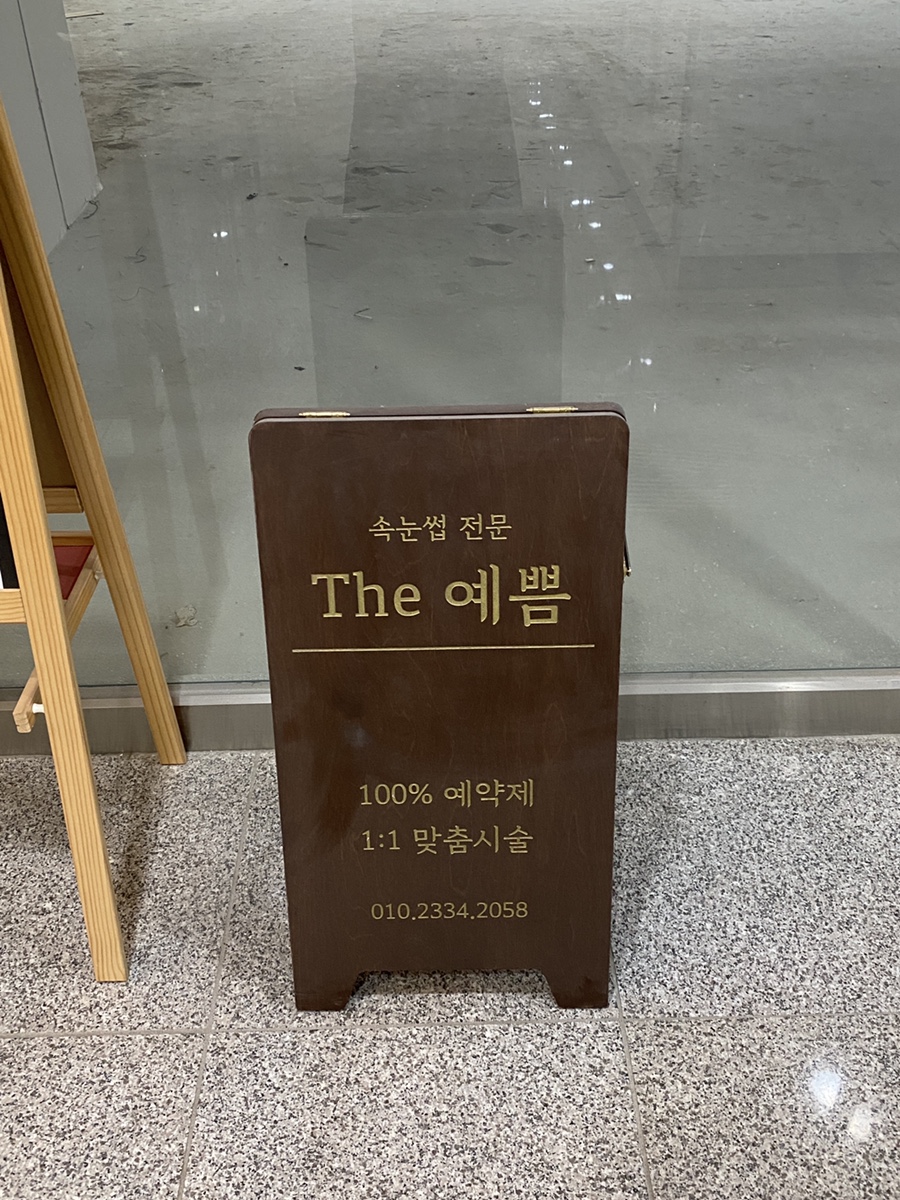 속눈썹 전문
The 예쁨
100% 예약제
1:1 맞춤시술
010.2334.2058